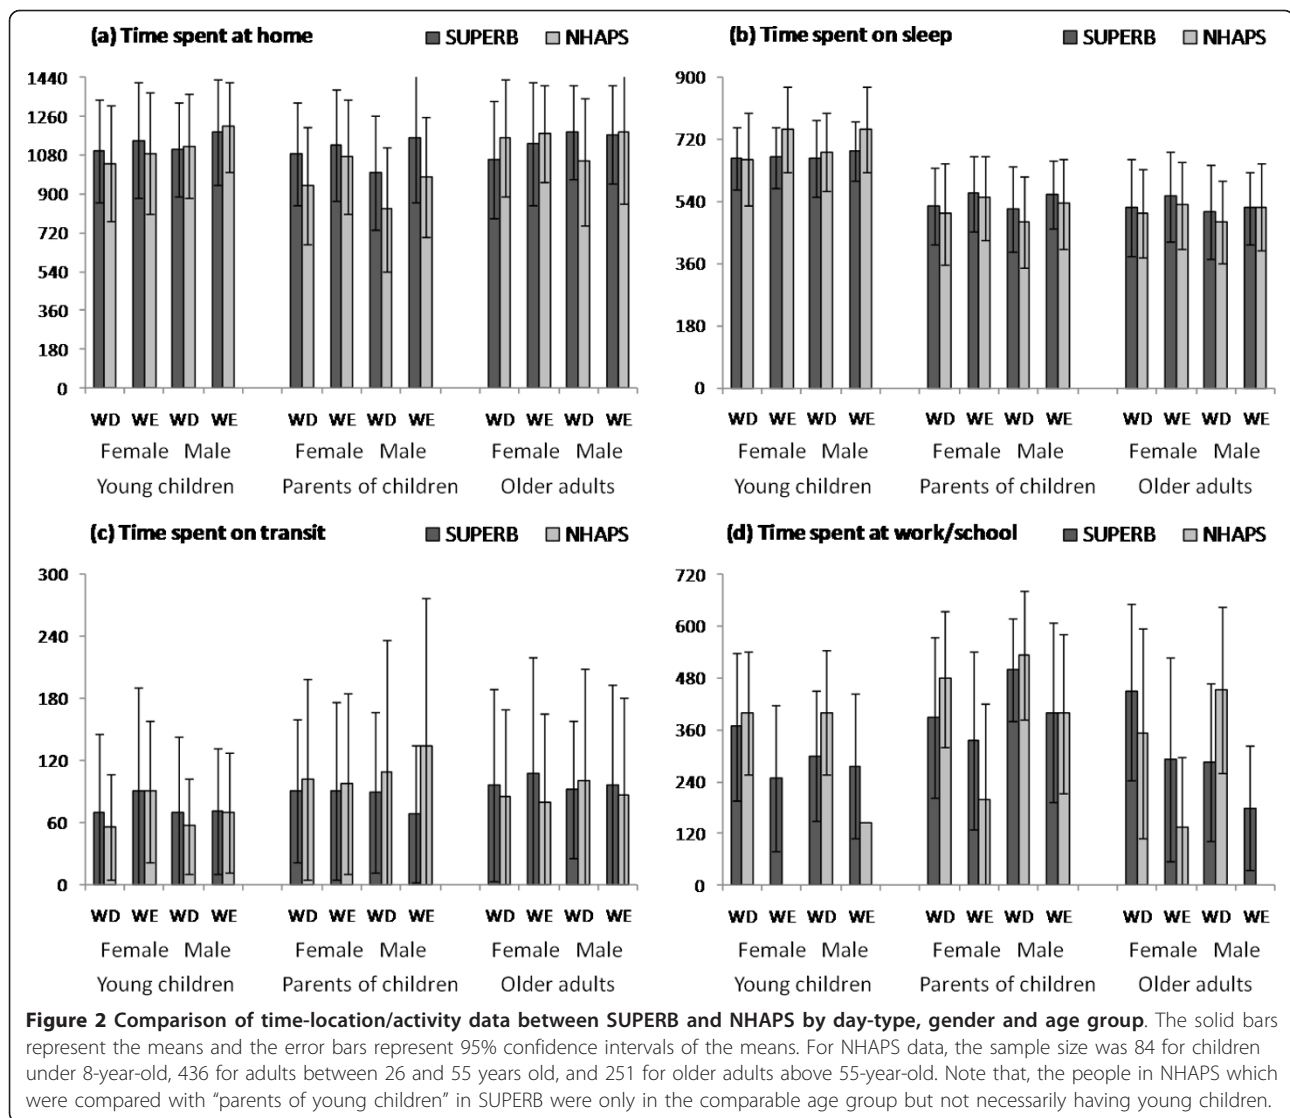 (a) Time spent at home
SUPERB NHAPS
1440
1260
1080
900
720
540
360
180
0
WD WE WD WE WD WE WD WE WD WE WD WE
Female Male Female Male Female Male
Young children Parents of children Older adults
(b) Time spent on sleep
SUPERB NHAPS
900
720
540
360
180
0
WD WE WD WE WD WE WD WE WD WE WD WE
Female Male Female Male Female Male
Young children Parents of children Older adults
(c) Time spent on transit
SUPERB NHAPS
300
240
180
120
60
0
WD WE WD WE WD WE WD WE WD WE WD WE
Female Male Female Male Female Male
Young children Parents of children Older adults
(d) Time spent at work/school
SUPERB NHAPS
720
600
480
360
240
120
0
WD WE WD WE WD WE WD WE WD WE WD WE
Female Male Female Male Female Male
Young children Parents of children Older adults
Figure 2 Comparison of time-location/activity data between SUPERB and NHAPS by day-type, gender and age group. The solid bars
represent the means and the error bars represent 95% confidence intervals of the means. For NHAPS data, the sample size was 84 for children
under 8-year-old, 436 for adults between 26 and 55 years old, and 251 for older adults above 55-year-old. Note that, the people in NHAPS which
were compared with “parents of young children” in SUPERB were only in the comparable age group but not necessarily having young children.